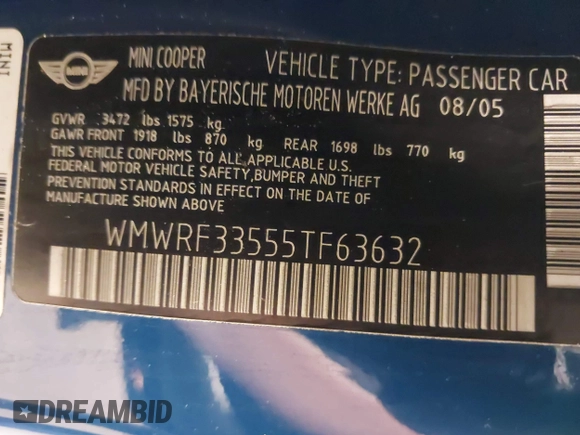 MINI
MINI COOPER VEHICLE TYPE: PASSENGER CAR
MFD BY BAYERISCHE MOTOREN WERKE AG 08/05
GVWR 3472 lbs 1575 kg
GAWR FRONT 1918 lbs 870 kg REAR 1698 lbs 770 kg
THIS VEHICLE CONFORMS TO ALL APPLICABLE U.S.
FEDERAL MOTOR VEHICLE SAFETY,BUMPER AND THEFT
PREVENTION STANDARDS IN EFFECT ON THE DATE OF
MANUFACTURE SHOWN ABOVE
WMWRF33555TF63632
MINI
DREAMBID